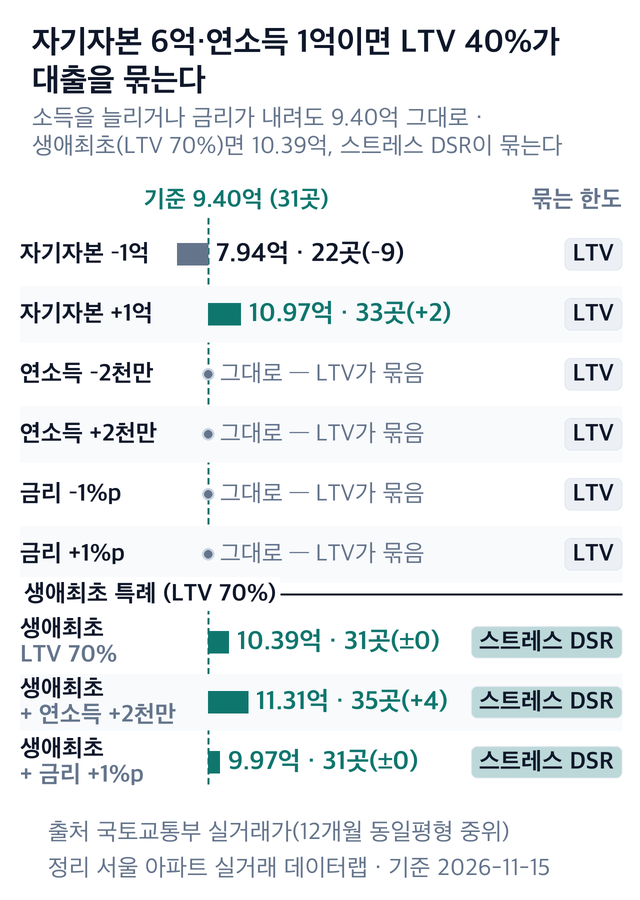 자기자본 6억·연소득 1억이면 LTV 40%가
대출을 묶는다
소득을 늘리거나 금리가 내려도 9.40억 그대로 ·
생애최초(LTV 70%)면 10.39억, 스트레스 DSR이 묶는다
기준 9.40억 (31곳) 묶는 한도
자기자본 -1억 7.94억 · 22곳(-9) LTV
자기자본 +1억 10.97억 · 33곳(+2) LTV
연소득 -2천만 그대로 — LTV가 묶음 LTV
연소득 +2천만 그대로 — LTV가 묶음 LTV
금리 -1%p 그대로 — LTV가 묶음 LTV
금리 +1%p 그대로 — LTV가 묶음 LTV
생애최초 특례 (LTV 70%)
생애최초
LTV 70% 10.39억 · 31곳(±0) 스트레스 DSR
생애최초
+ 연소득 +2천만 11.31억 · 35곳(+4) 스트레스 DSR
생애최초
+ 금리 +1%p 9.97억 · 31곳(±0) 스트레스 DSR
출처 국토교통부 실거래가(12개월 동일평형 중위)
정리 서울 아파트 실거래 데이터랩 · 기준 2026-11-15